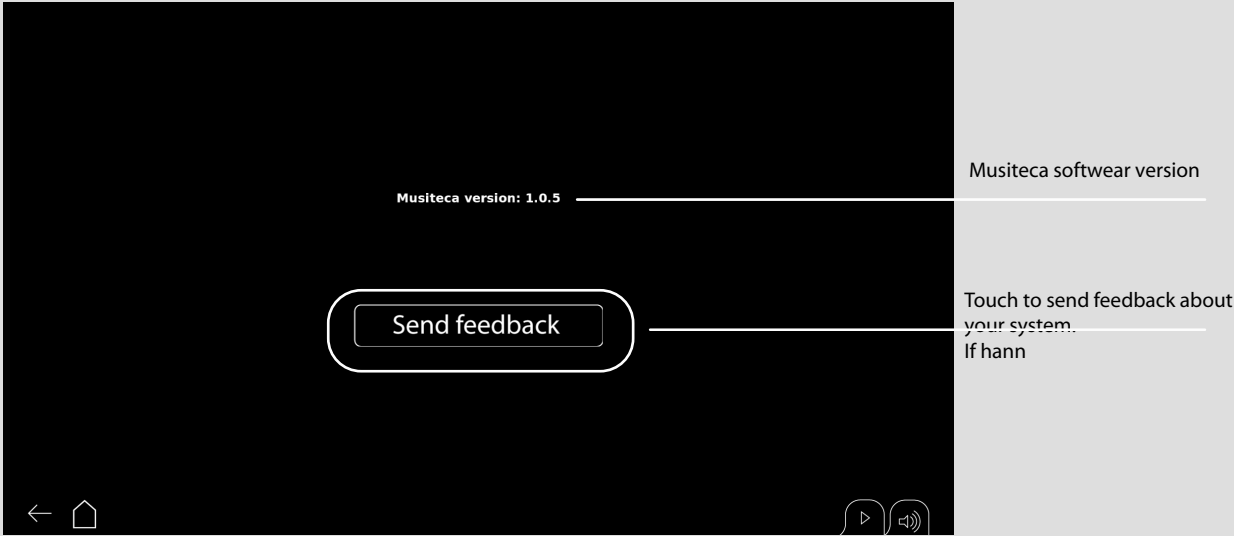 Musiteca softwear version
Musiteca version: 1.0.5
Touch to send feedback about
your system.
If hann
Send feedback